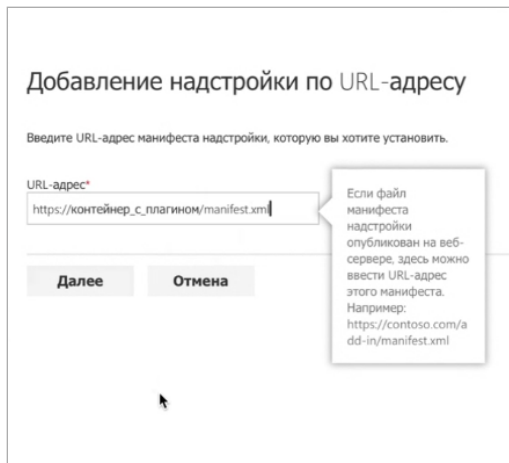 Добавление надстройки по URL-адресу
Введите URL-адрес манифеста надстройки, которую вы хотите установить.
URL-адрес*
https://контейнер_с_плагином/manifest.xml
Если файл
манифеста
надстройки
опубликован на веб-
сервере, здесь можно
ввести URL-адрес
этого манифеста.
Например:
https://contoso.com/a
dd-in/manifest.xml
Далее
Отмена